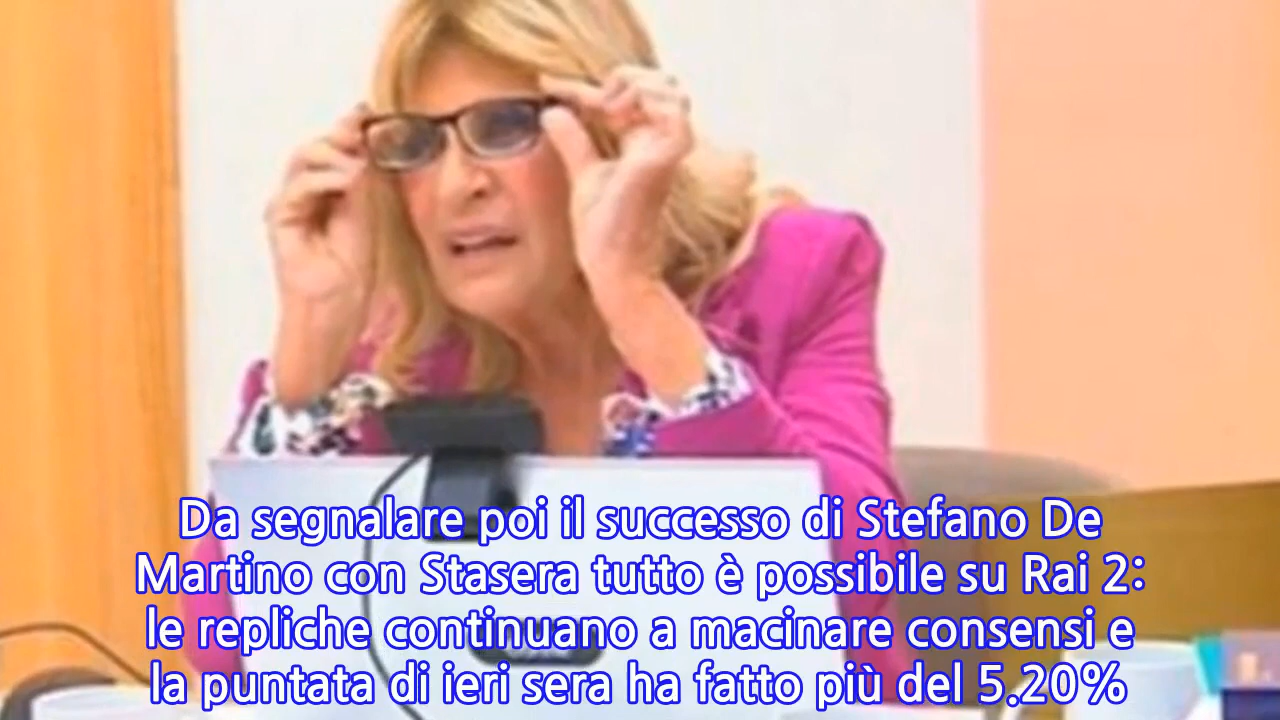 Da segnalare poi il successo di Stefano De
Martino con Stasera tutto è possibile su Rai 2:
le repliche continuano a macinare consensi e
la puntata di ieri sera ha fatto più del 5.20%